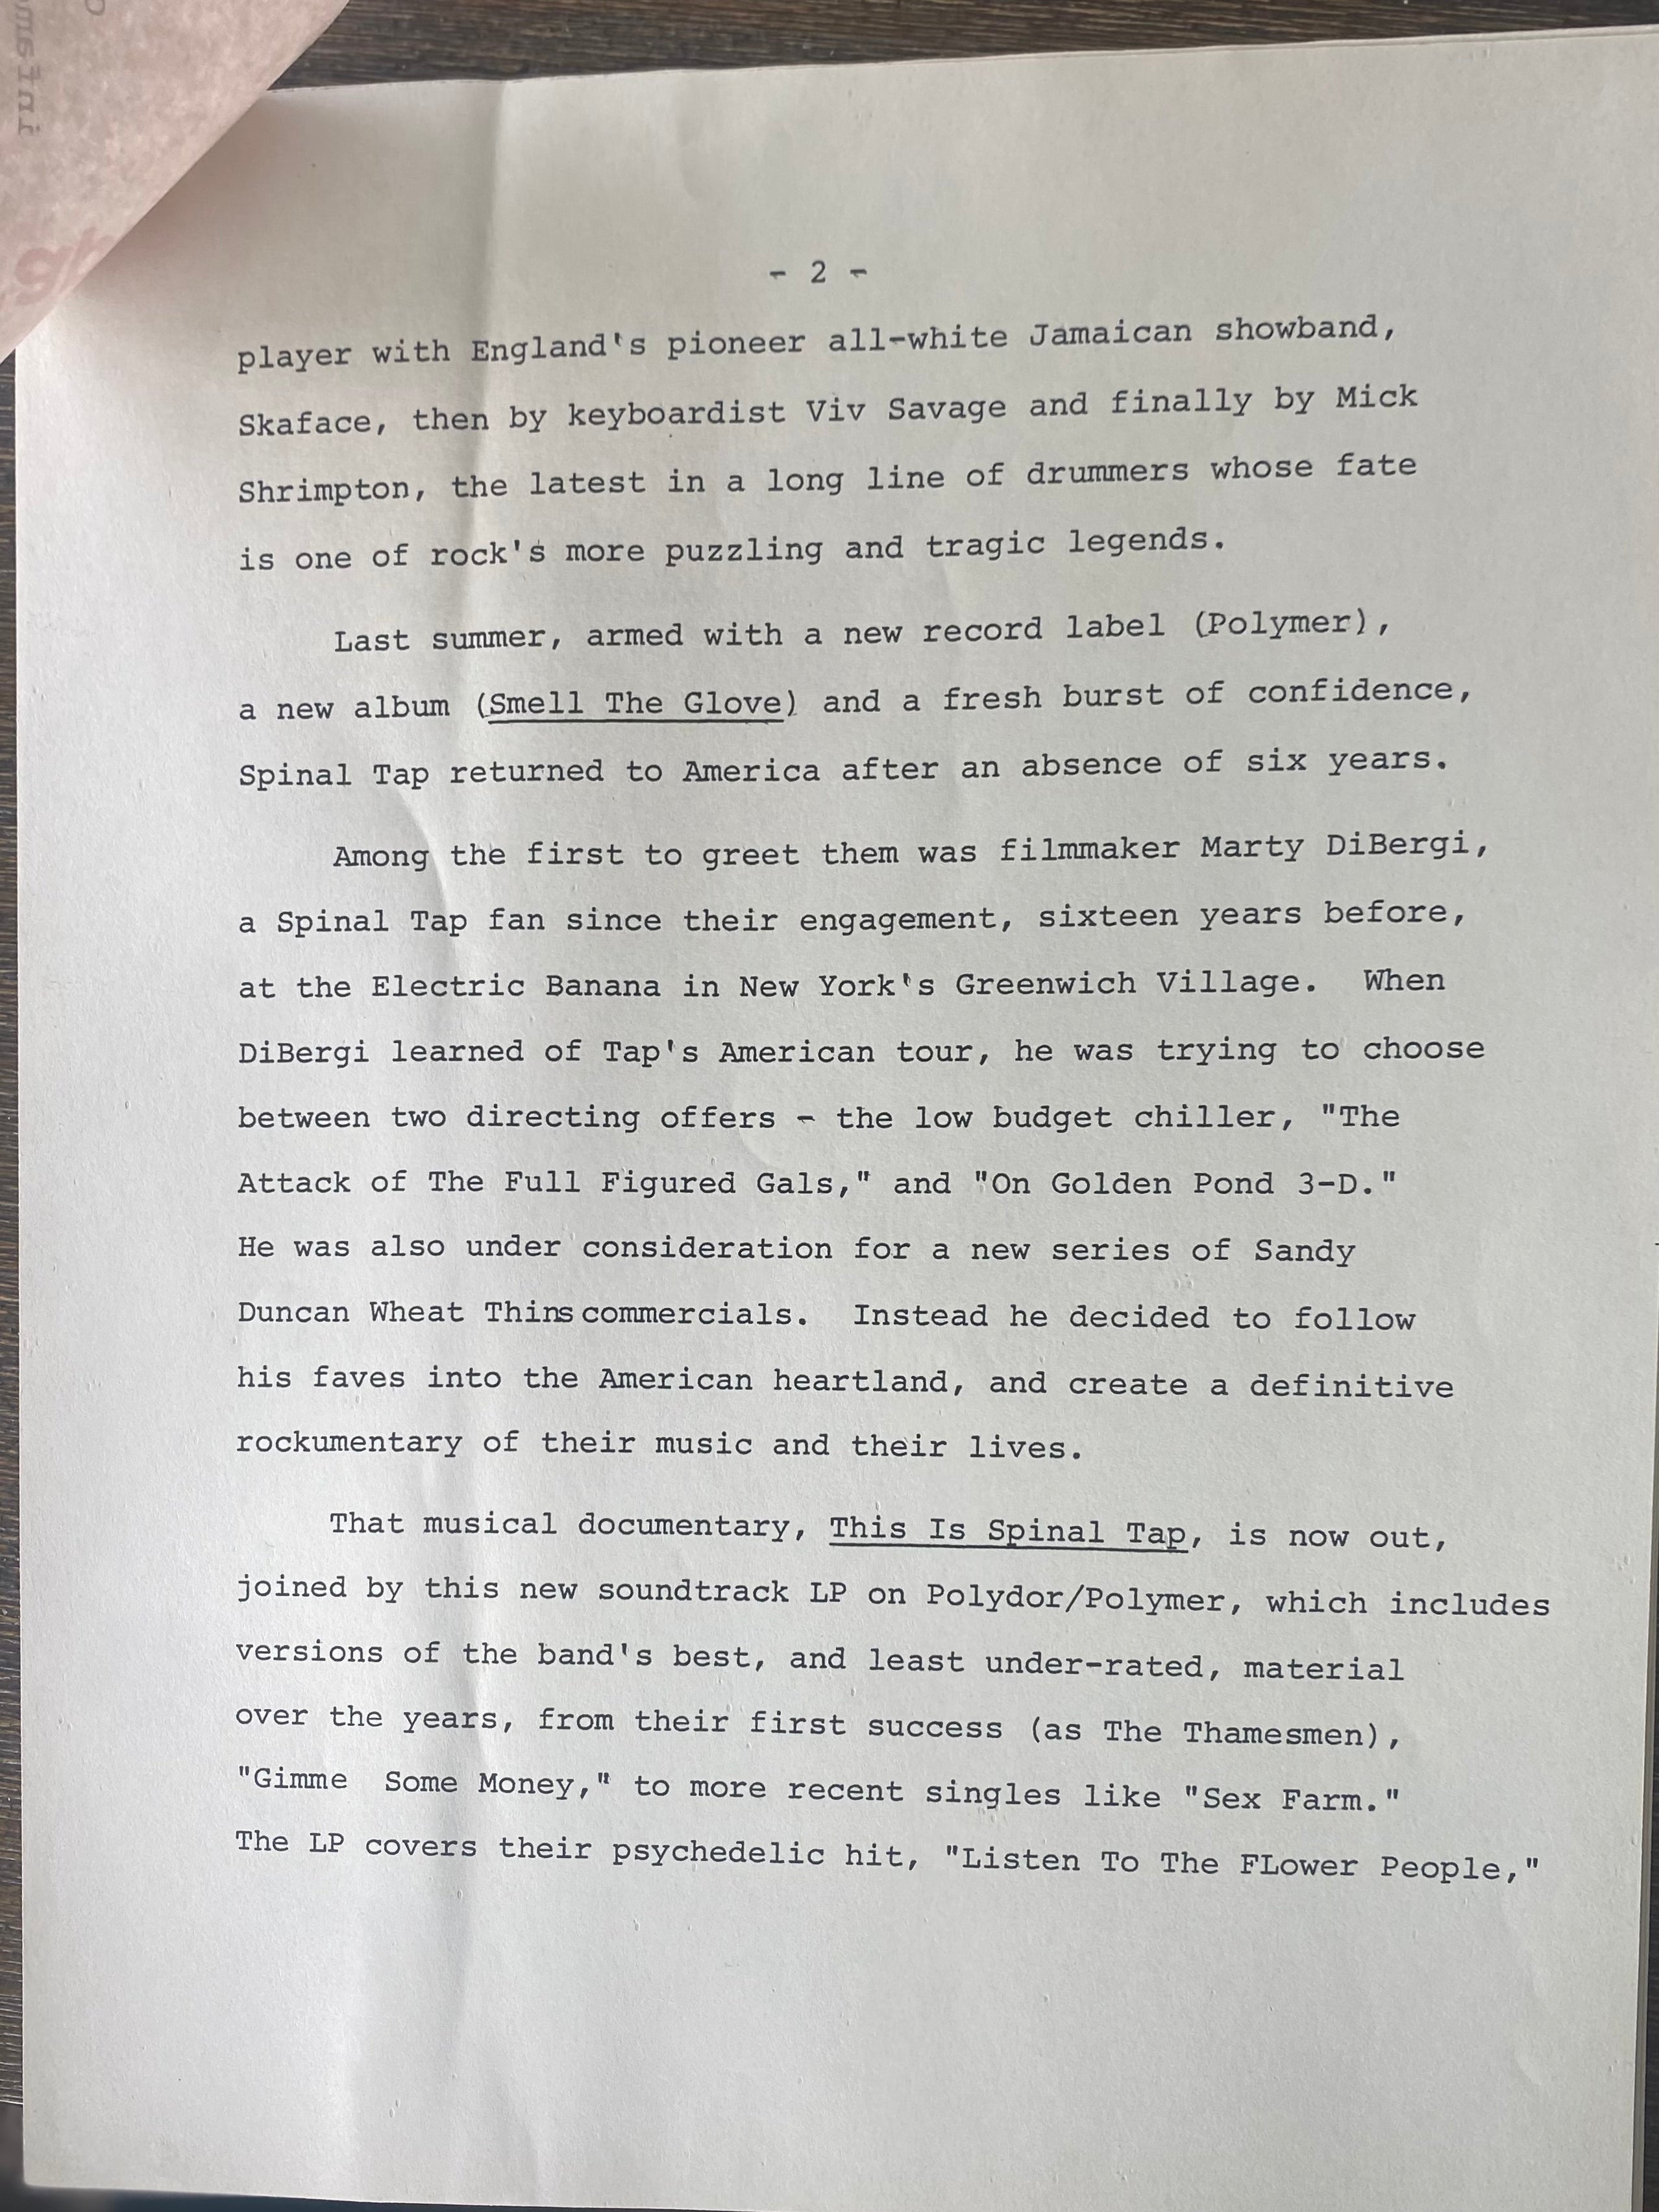 - 2 -
player with England's pioneer all-white Jamaican showband,
Skaface, then by keyboardist Viv Savage and finally by Mick
Shrimpton, the latest in a long line of drummers whose fate
is one of rock's more puzzling and tragic legends.
Last summer, armed with a new record label (Polymer),
a new album (Smell The Glove) and a fresh burst of confidence,
Spinal Tap returned to America after an absence of six years.
Among the first to greet them was filmmaker Marty DiBergi,
a Spinal Tap fan since their engagement, sixteen years before,
at the Electric Banana in New York's Greenwich Village.  When
DiBergi learned of Tap's American tour, he was trying to choose
between two directing offers - the low budget chiller, "The
Attack of The Full Figured Gals," and "On Golden Pond 3-D."
He was also under consideration for a new series of Sandy
Duncan Wheat Thins commercials.  Instead he decided to follow
his faves into the American heartland, and create a definitive
rockumentary of their music and their lives.
That musical documentary, This Is Spinal Tap, is now out,
joined by this new soundtrack LP on Polydor/Polymer, which includes
versions of the band's best, and least under-rated, material
over the years, from their first success (as The Thamesmen),
"Gimme  Some Money," to more recent singles like "Sex Farm."
The LP covers their psychedelic hit, "Listen To The FLower People,"